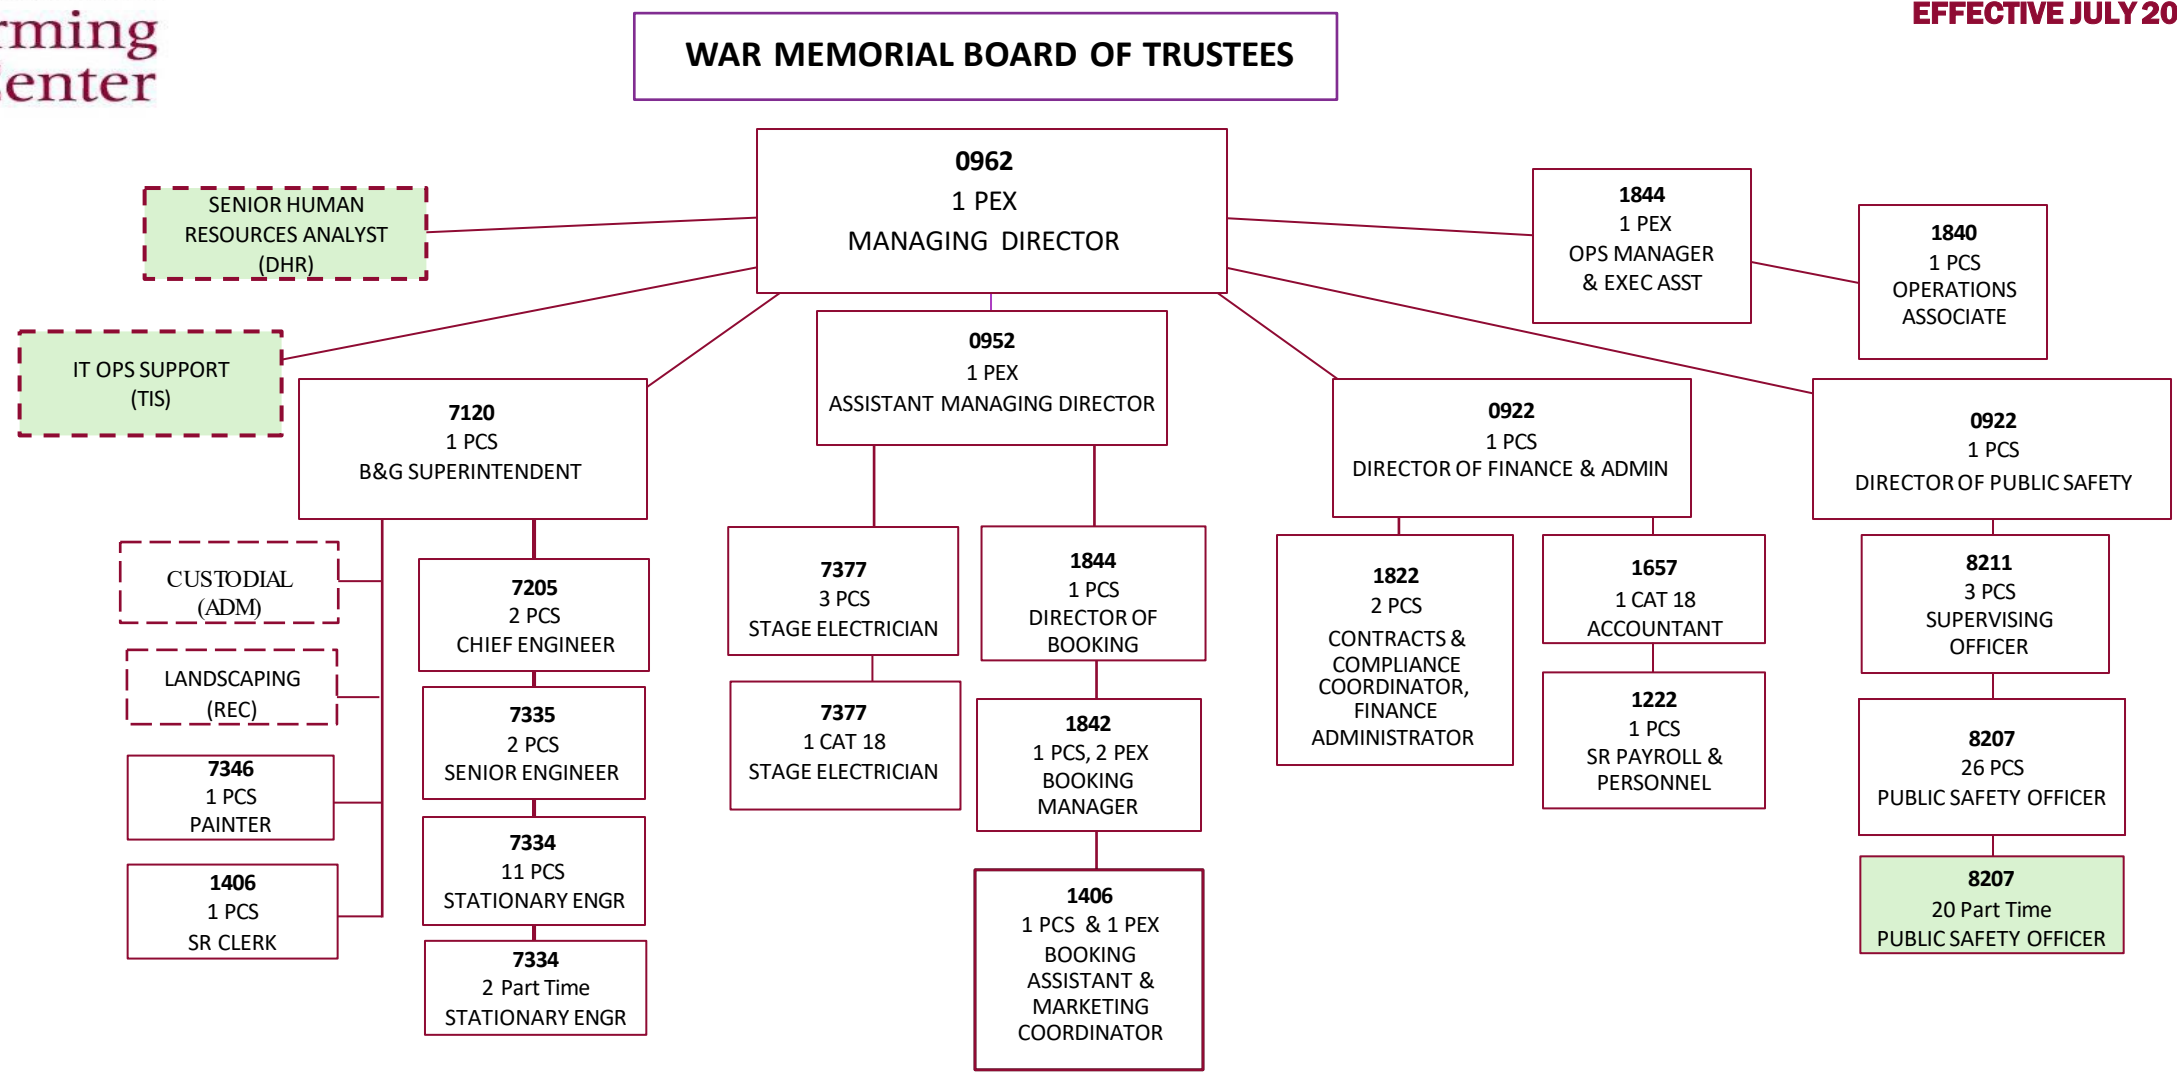 rming
Center
EFFECTIVE JULY 20
WAR MEMORIAL BOARD OF TRUSTEES
0962
1 PEX
MANAGING DIRECTOR
SENIOR HUMAN
RESOURCES ANALYST
(DHR)
1844
1 PEX
OPS MANAGER
& EXEC ASST
1840
1 PCS
OPERATIONS
ASSOCIATE
IT OPS SUPPORT
(TIS)
7120
1 PCS
B&G SUPERINTENDENT
0952
1 PEX
ASSISTANT MANAGING DIRECTOR
0922
1 PCS
DIRECTOR OF FINANCE & ADMIN
0922
1 PCS
DIRECTOR OF PUBLIC SAFETY
CUSTODIAL
(ADM)
LANDSCAPING
(REC)
7346
1 PCS
PAINTER
1406
1 PCS
SR CLERK
7205
2 PCS
CHIEF ENGINEER
7335
2 PCS
SENIOR ENGINEER
7334
11 PCS
STATIONARY ENGR
7334
2 Part Time
STATIONARY ENGR
7377
3 PCS
STAGE ELECTRICIAN
7377
1 CAT 18
STAGE ELECTRICIAN
1844
1 PCS
DIRECTOR OF
BOOKING
1842
1 PCS, 2 PEX
BOOKING
MANAGER
1406
1 PCS & 1 PEX
BOOKING
ASSISTANT &
MARKETING
COORDINATOR
1822
2 PCS
CONTRACTS &
COMPLIANCE
COORDINATOR,
FINANCE
ADMINISTRATOR
1657
1 CAT 18
ACCOUNTANT
1222
1 PCS
SR PAYROLL &
PERSONNEL
8211
3 PCS
SUPERVISING
OFFICER
8207
26 PCS
PUBLIC SAFETY OFFICER
8207
20 Part Time
PUBLIC SAFETY OFFICER